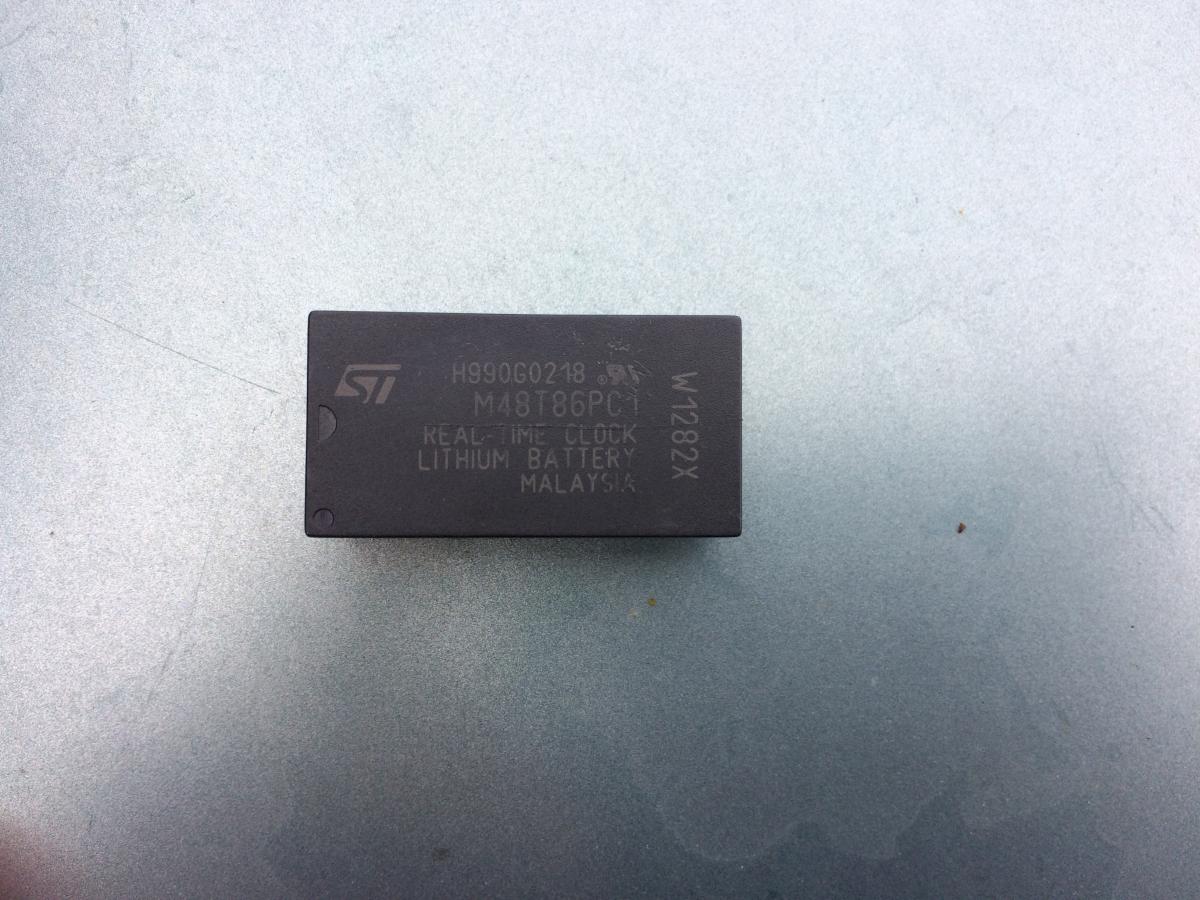 ST
H990G0218
M48T86PC1
REAL-TIME CLOCK
LITHIUM BATTERY
MALAYSIA
W1282X